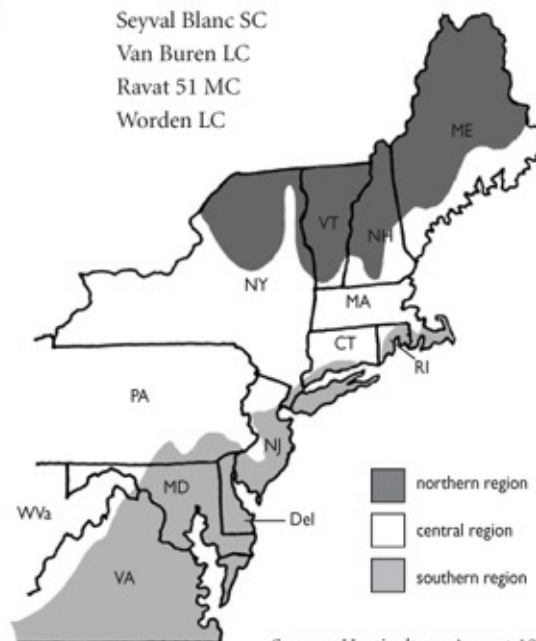 Seyval Blanc SC
Van Buren LC
Ravat 51 MC
Worden LC
ME
VT
NH
NY
MA
CT
RI
PA
NJ
MD
WVa
Del
VA
northern region
central region
southern region